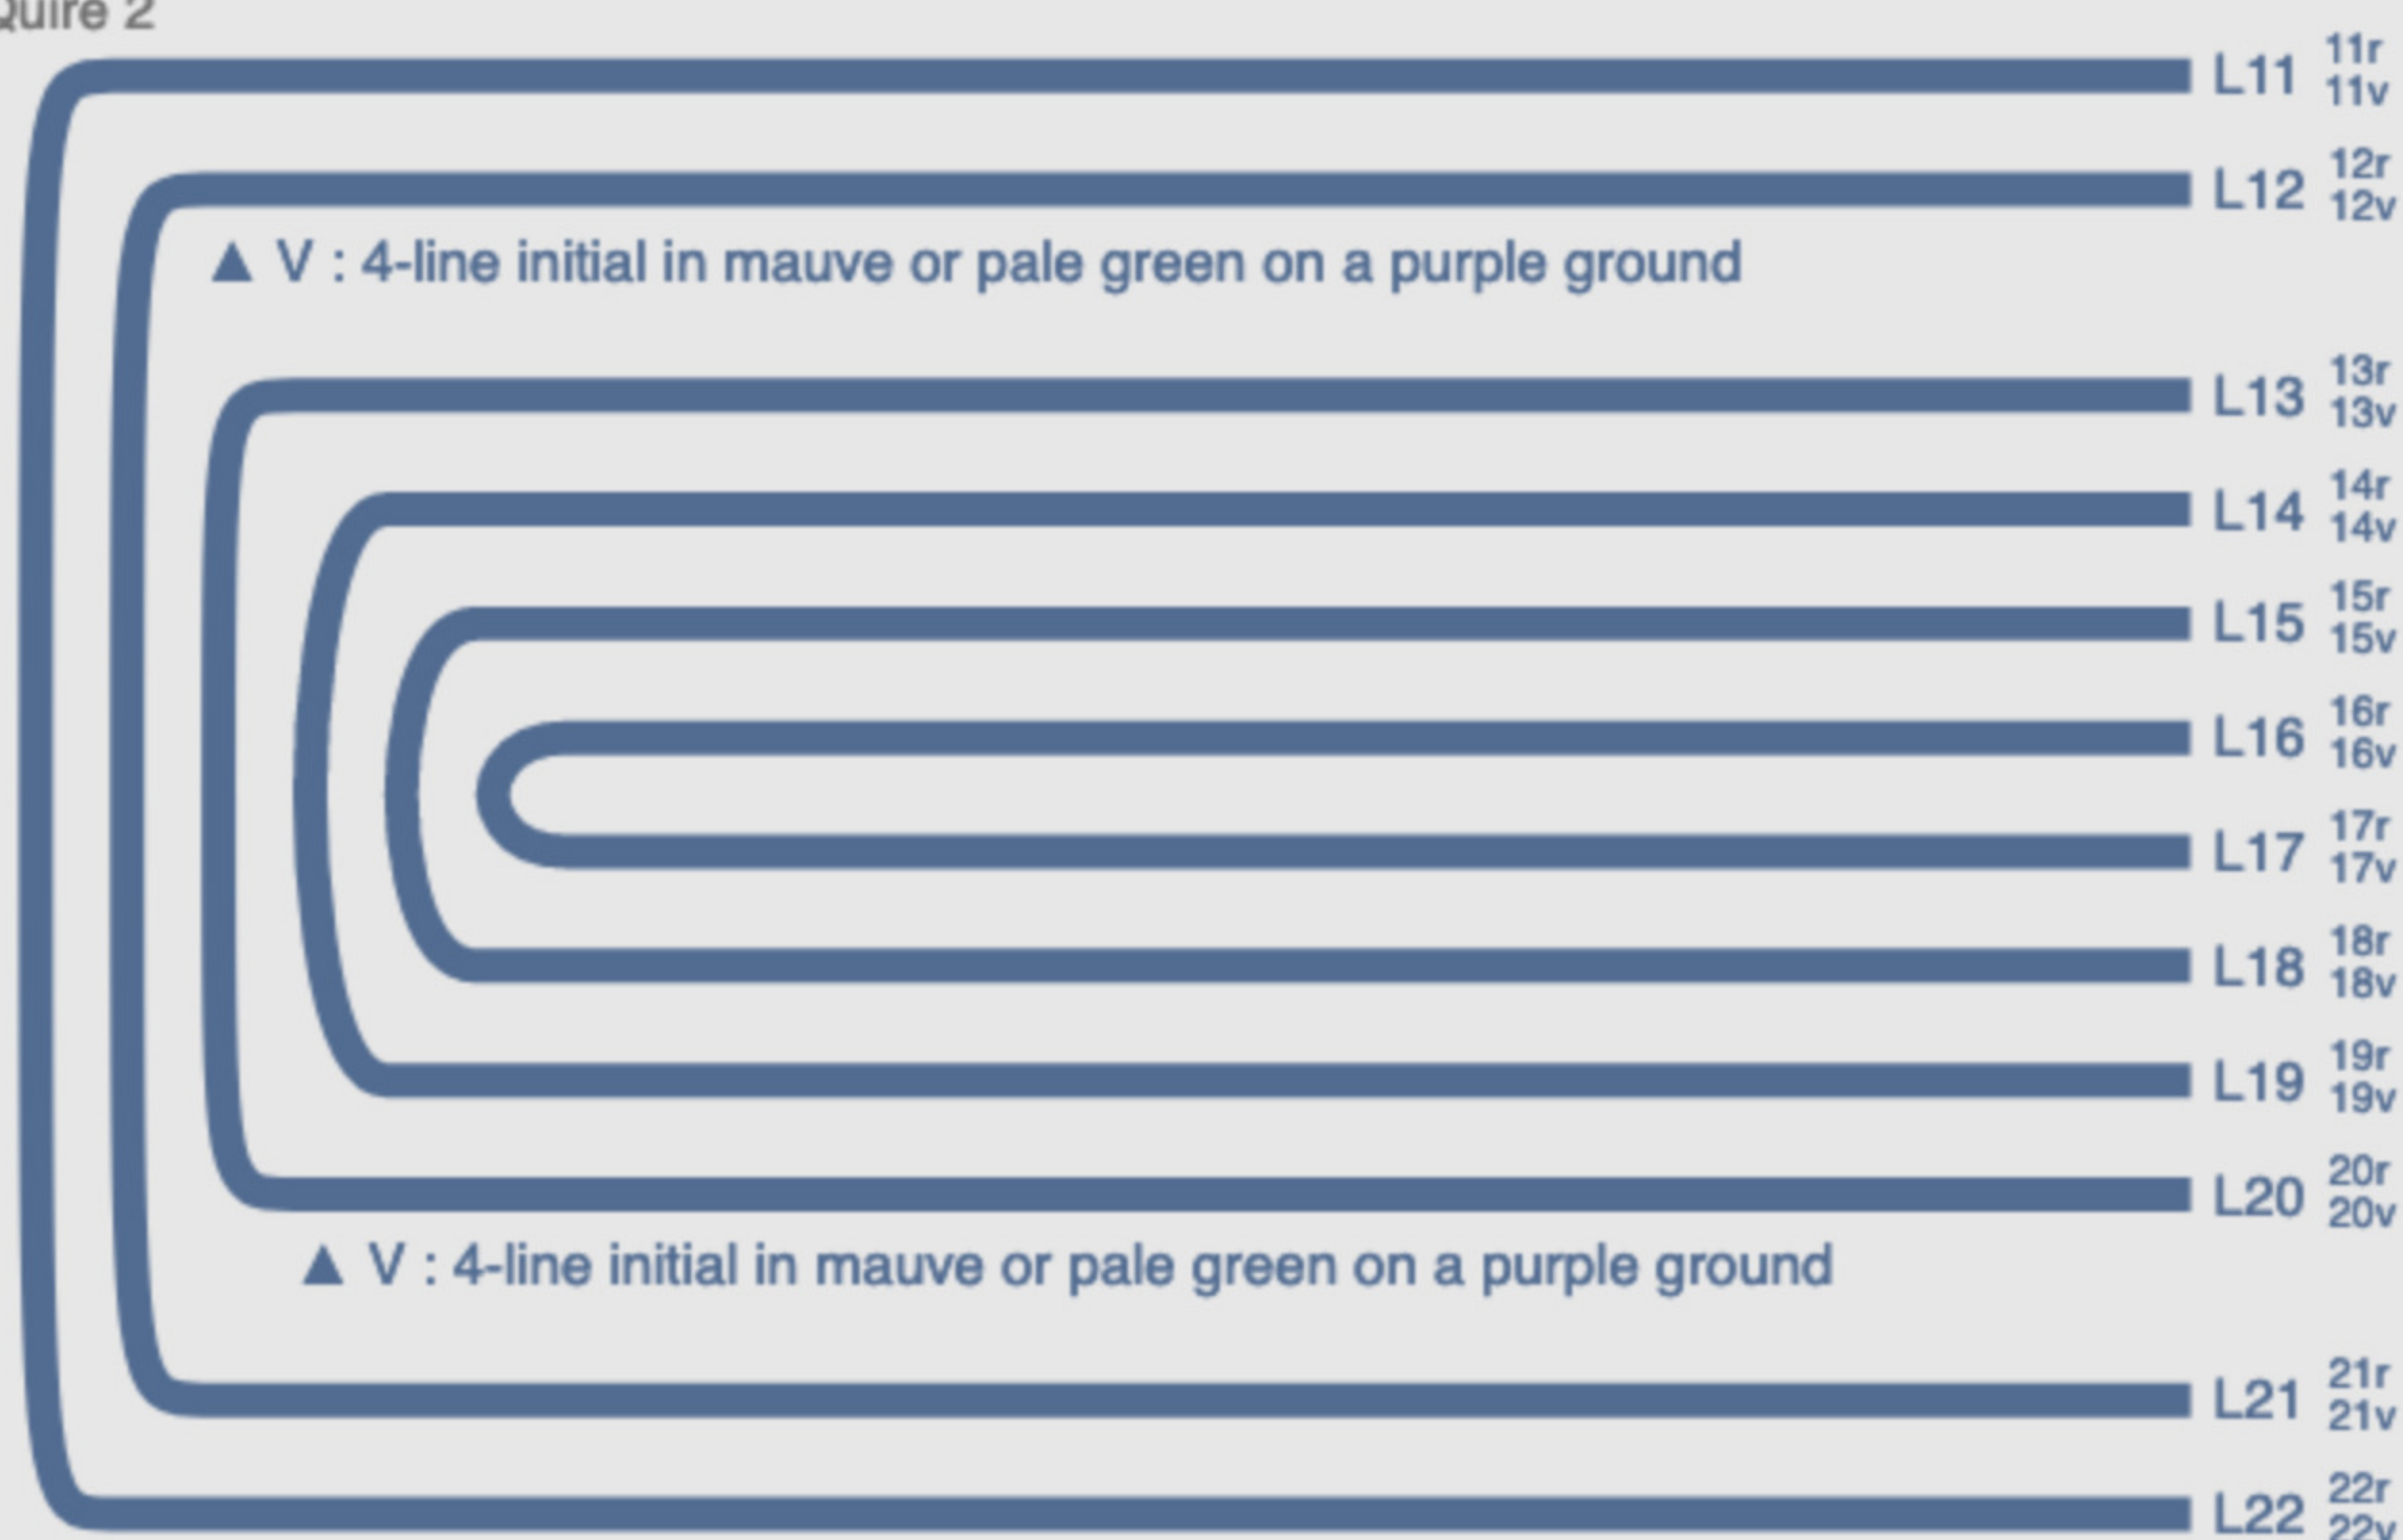 Quire 2
L11 11r
11v
L12 12r
12v
▲ V : 4-line initial in mauve or pale green on a purple ground
L13 13r
13v
L14 14r
14v
L15 15r
15v
L16 16r
16v
L17 17r
17v
L18 18r
18v
L19 19r
19v
L20 20r
20v
▲ V : 4-line initial in mauve or pale green on a purple ground
L21 21r
21v
L22 22r
22v